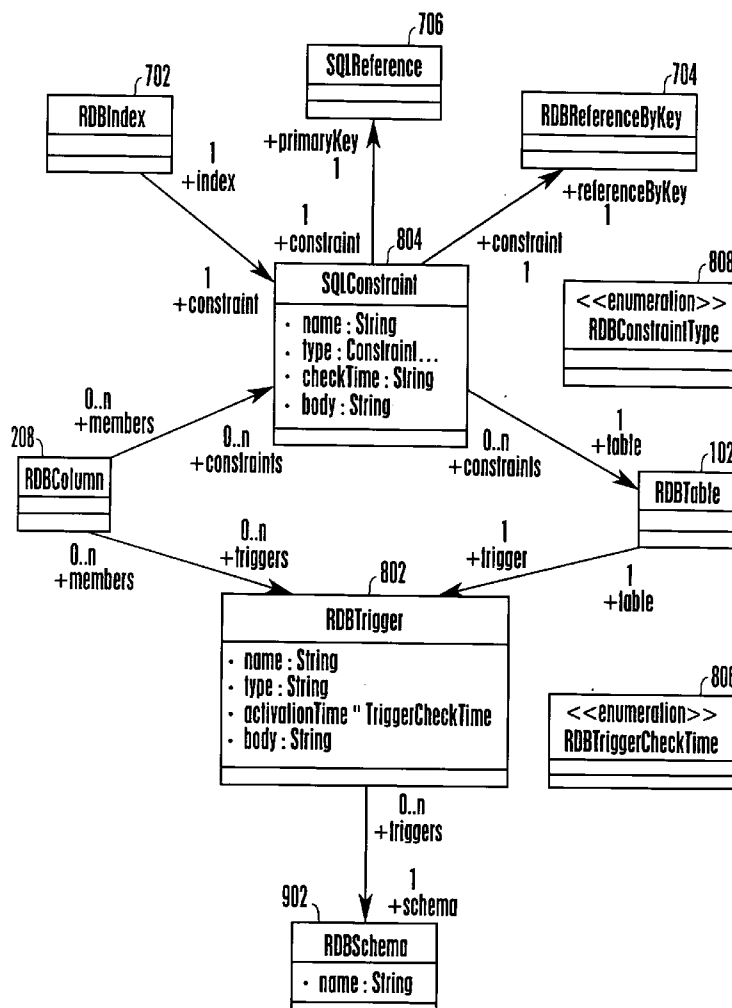 706
SQLReference
702
RDBIndex
704
RDBReferenceByKey
+primaryKey
1
1
+index
+referenceByKey
1
1
1
+constraint
804
+constraint
1
1
+constraint
SQLConstraint
· name : String
· type : Constraint...
· checkTime : String
· body : String
808
<<enumeration>>
RDBConstraintType
0..n
+members
0..n
+constraints
0..n
+constraints
1
+table
208
RDBColumn
102
RDBTable
0..n
+members
0..n
+triggers
1
+trigger
1
+table
802
RDBTrigger
· name : String
· type : String
· activalionTime " TriggerCheckTime
· body : String
806
<<enumeration>>
RDBTriggerCheckTime
0..n
+triggers
1
+schema
902
RDBSchema
· name : String